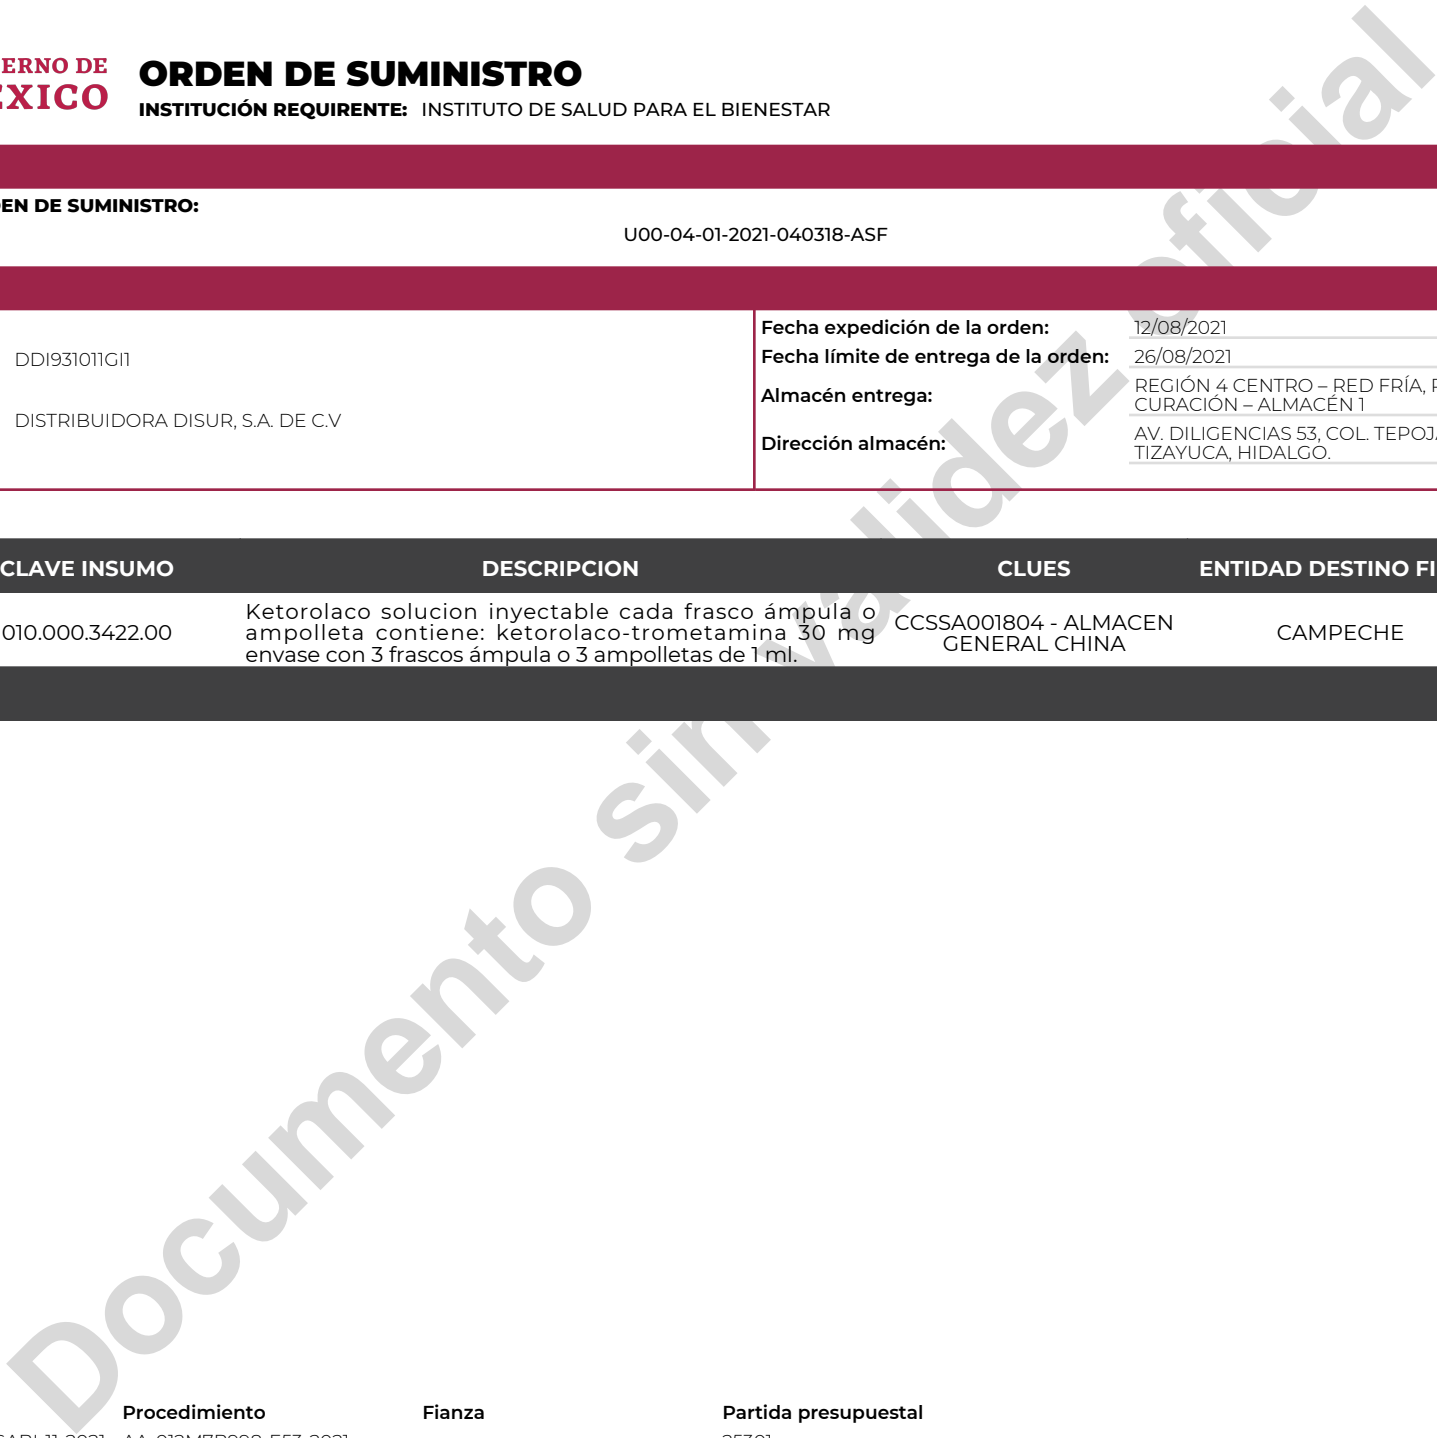 ERNO DE
ORDEN DE SUMINISTRO
EXICO
INSTITUCIÓN REQUIRENTE: INSTITUTO DE SALUD PARA EL BIENESTAR
EN DE SUMINISTRO:
U00-04-01-2021-040318-ASF
DDI931011GI1
DISTRIBUIDORA DISUR, S.A. DE C.V
Fecha expedición de la orden: 12/08/2021
Fecha límite de entrega de la orden: 26/08/2021
Almacén entrega: REGIÓN 4 CENTRO – RED FRÍA,
CURACIÓN – ALMACÉN 1
Dirección almacén: AV. DILIGENCIAS 53, COL. TEPOJ
TIZAYUCA, HIDALGO.
CLAVE INSUMO DESCRIPCION CLUES ENTIDAD DESTINO FI
010.000.3422.00
Ketorolaco solucion inyectable cada frasco ámpula o
ampolleta contiene: ketorolaco-trometamina 30 mg
envase con 3 frascos ámpula o 3 ampolletas de 1 ml.
CCSSA001804 - ALMACEN
GENERAL CHINA
CAMPECHE
Documento sin validez oficial
Procedimiento Fianza Partida presupuestal